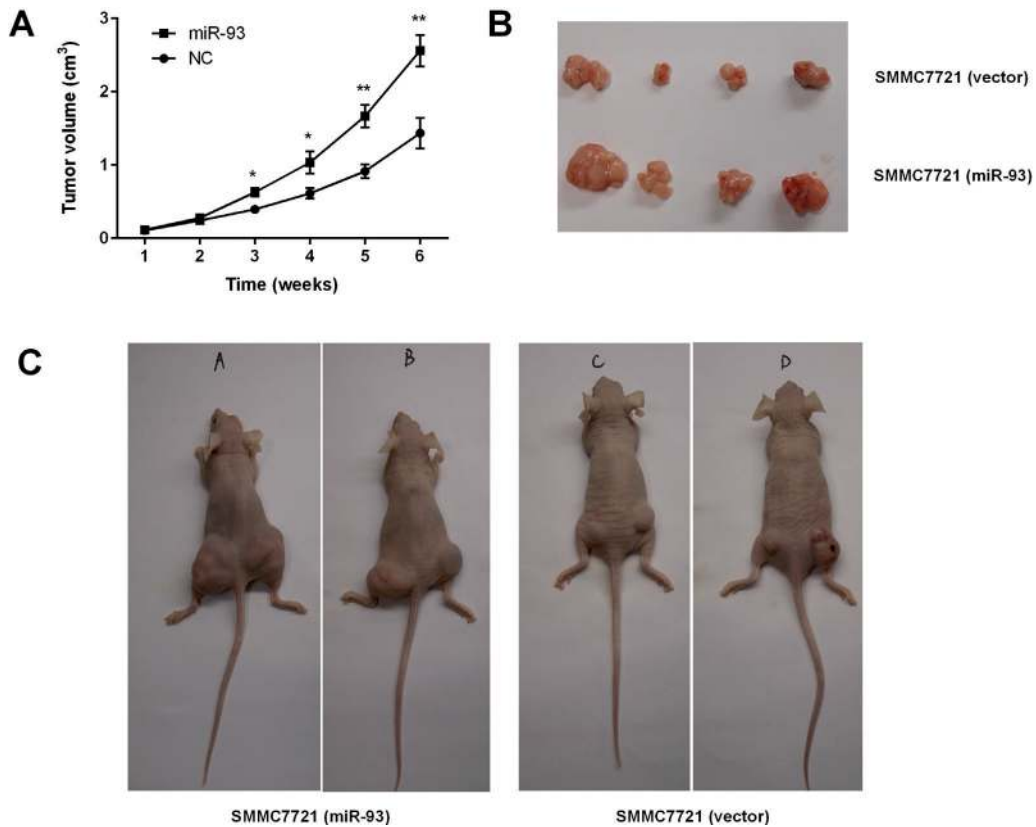 A
miR-93
NC
Tumor volume (cm³)
3
2
1
0
**
**
*
*
1 2 3 4 5 6
Time (weeks)
B
SMMC7721 (vector)
SMMC7721 (miR-93)
C
A
B
C
D
SMMC7721 (miR-93)
SMMC7721 (vector)